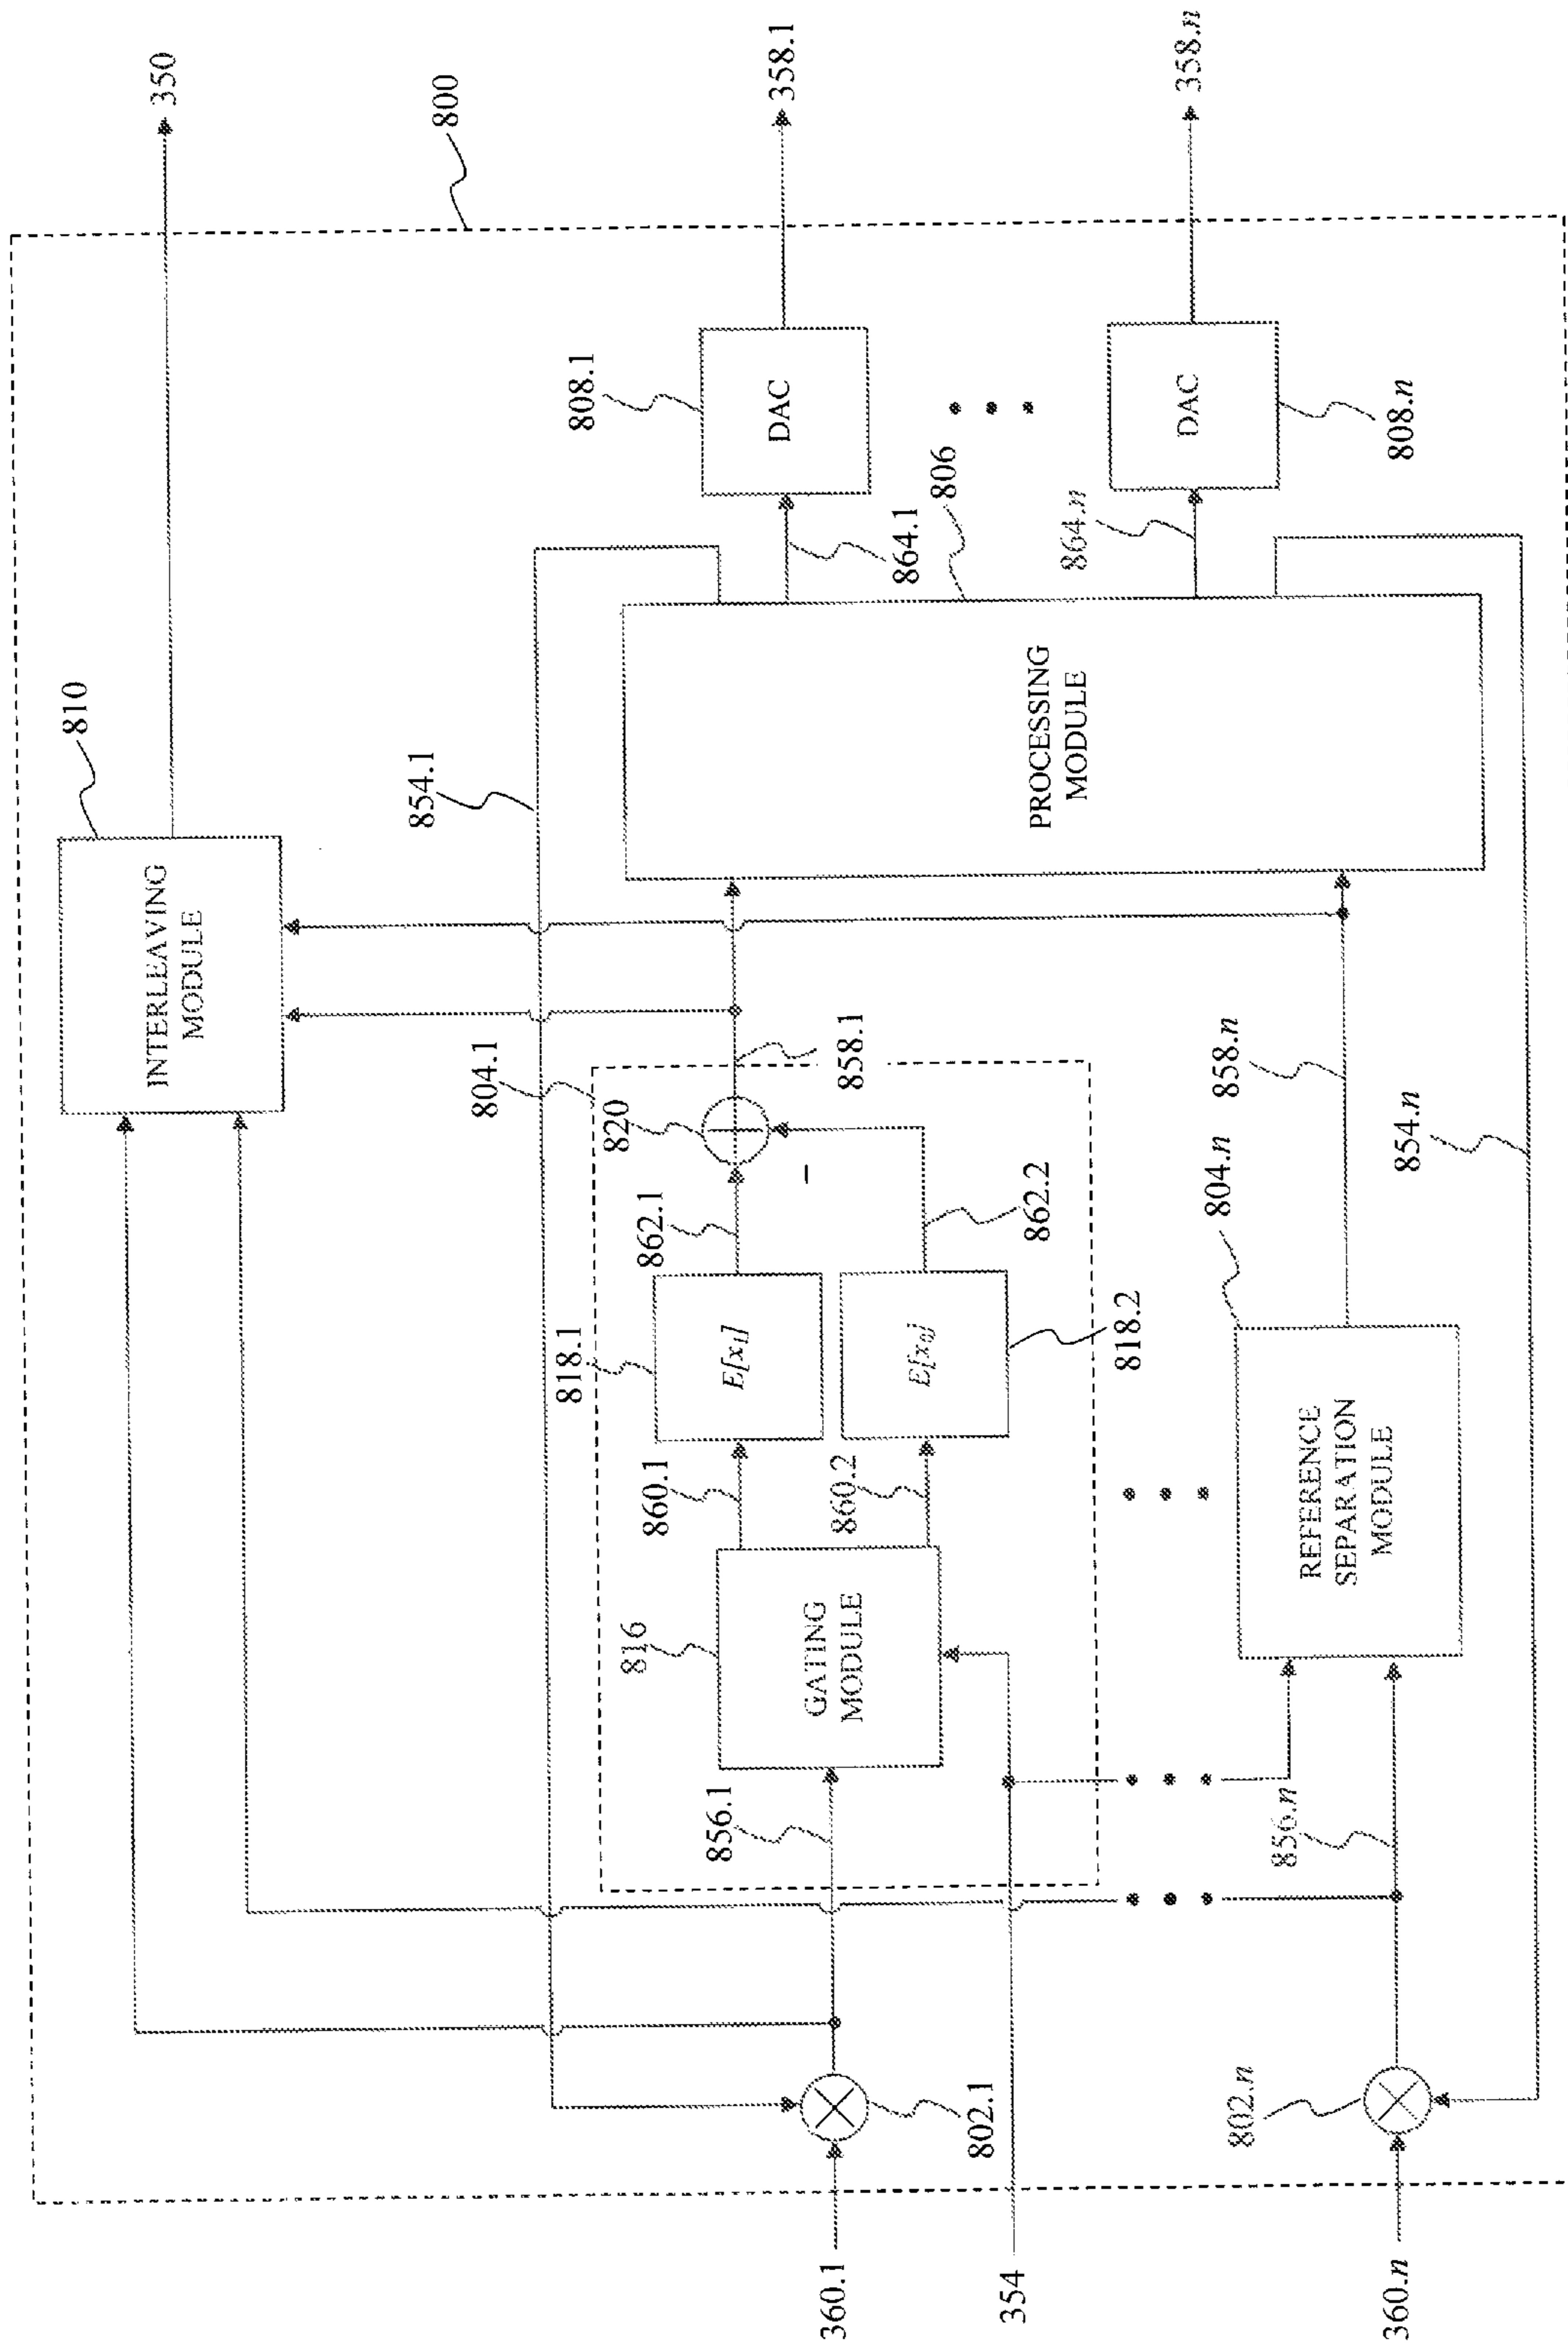 350
800
810
INTERLEAVING
MODULE
854.1
808.1
DAC
358.1
864.1
806
864.n
DAC
808.n
358.n
PROCESSING
MODULE
804.1
820
858.1
862.1
–
862.2
818.1
E[x1]
E[x0]
818.2
860.1
860.2
816
GATING
MODULE
856.1
858.n
854.n
804.n
REFERENCE
SEPARATION
MODULE
856.n
802.1
802.n
360.1
354
360.n